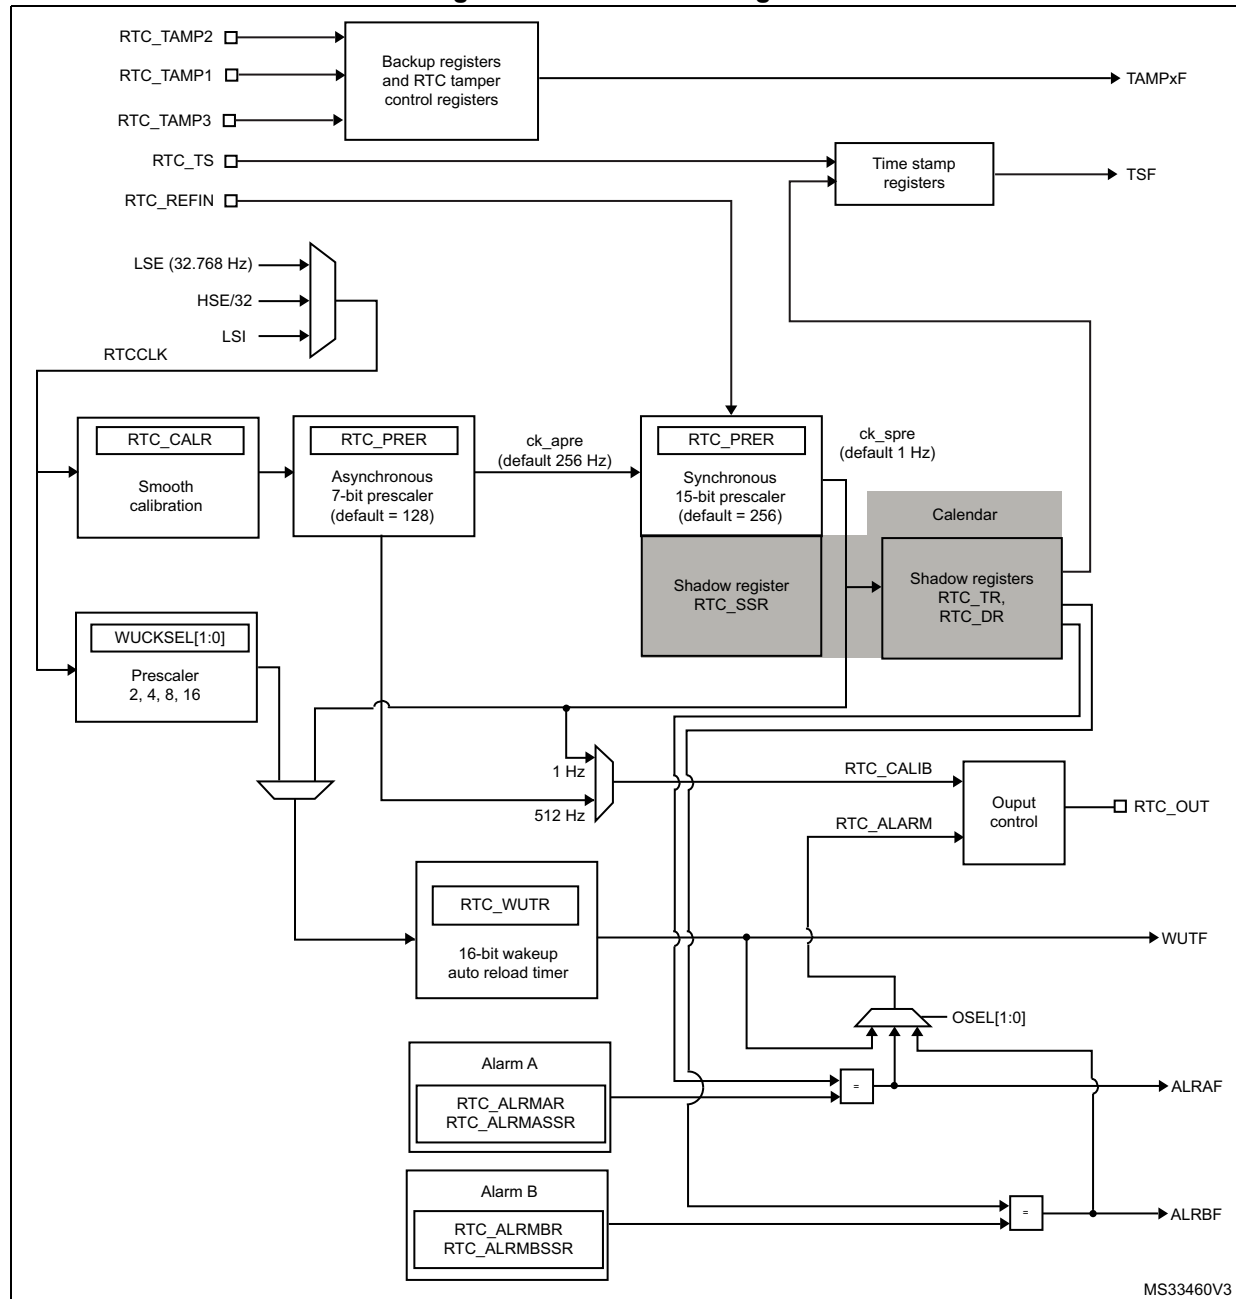 RTC_TAMP2
RTC_TAMP1
RTC_TAMP3
Backup registers
and RTC tamper
control registers
TAMPxF
RTC_TS
RTC_REFIN
Time stamp
registers
TSF
LSE (32.768 Hz)
HSE/32
LSI
RTCCLK
RTC_CALR
Smooth
calibration
RTC_PRER
Asynchronous
7-bit prescaler
(default = 128)
ck_apre
(default 256 Hz)
RTC_PRER
Synchronous
15-bit prescaler
(default = 256)
ck_spre
(default 1 Hz)
Calendar
Shadow register
RTC_SSR
Shadow registers
RTC_TR,
RTC_DR
WUCKSEL[1:0]
Prescaler
2, 4, 8, 16
1 Hz
512 Hz
RTC_CALIB
RTC_ALARM
Ouput
control
RTC_OUT
RTC_WUTR
16-bit wakeup
auto reload timer
WUTF
OSEL[1:0]
Alarm A
RTC_ALRMAR
RTC_ALRMASSR
=
ALRAF
Alarm B
RTC_ALRMBR
RTC_ALRMBSSR
=
ALRBF
MS33460V3